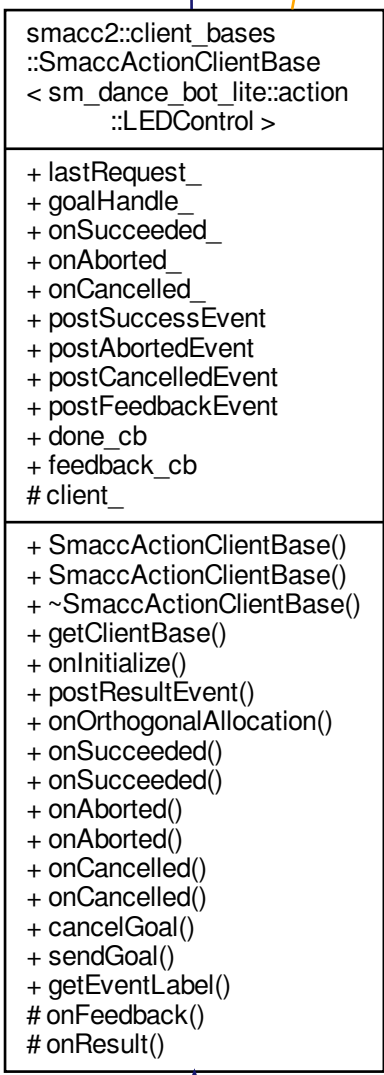 smacc2::client_bases
::SmaccActionClientBase
< sm_dance_bot_lite::action
::LEDControl >
+ lastRequest_
+ goalHandle_
+ onSucceeded_
+ onAborted_
+ onCancelled_
+ postSuccessEvent
+ postAbortedEvent
+ postCancelledEvent
+ postFeedbackEvent
+ done_cb
+ feedback_cb
# client_
+ SmaccActionClientBase()
+ SmaccActionClientBase()
+ ~SmaccActionClientBase()
+ getClientBase()
+ onInitialize()
+ postResultEvent()
+ onOrthogonalAllocation()
+ onSucceeded()
+ onSucceeded()
+ onAborted()
+ onAborted()
+ onCancelled()
+ onCancelled()
+ cancelGoal()
+ sendGoal()
+ getEventLabel()
# onFeedback()
# onResult()